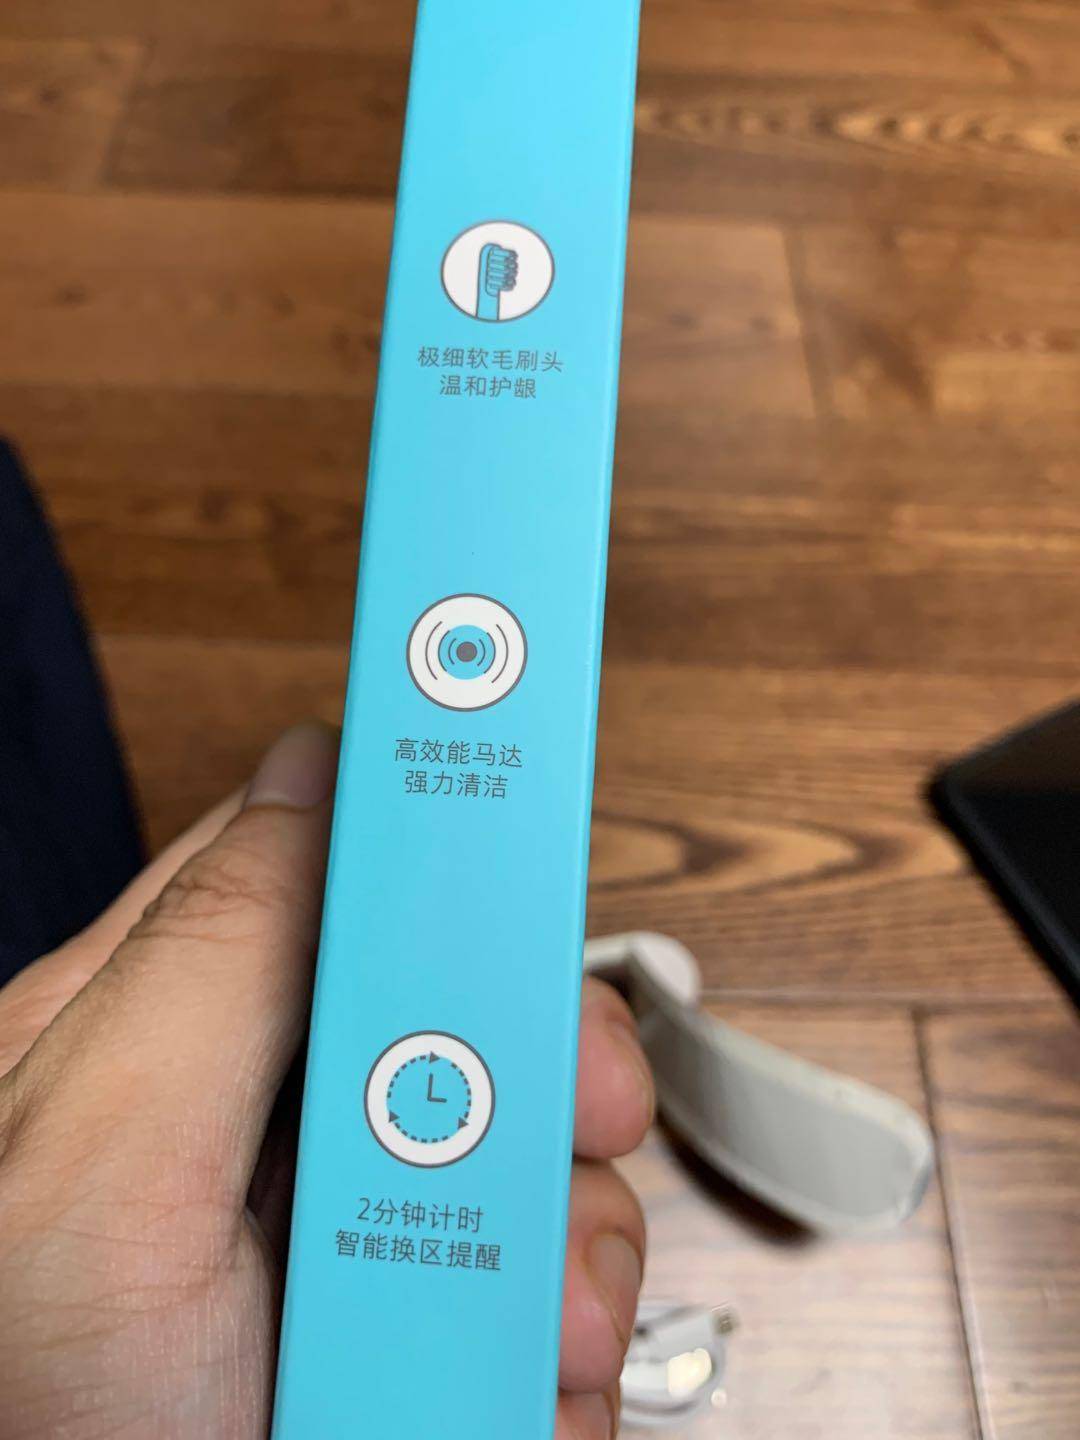 极细软毛刷头
温和护龈
高效能马达
强力清洁
2分钟计时
智能换区提醒